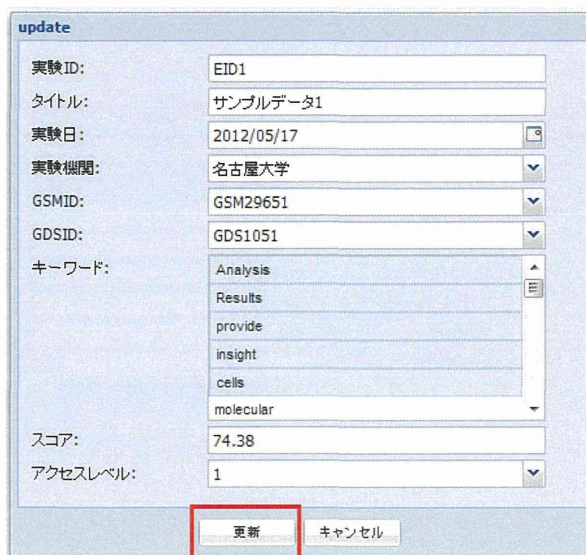 update
実験ID: EID1
タイトル: サンプルデータ1
実験日: 2012/05/17
実験機関: 名古屋大学
GSMID: GSM29651
GDSID: GDS1051
キーワード: Analysis
Results
provide
insight
cells
molecular
スコア: 74.38
アクセスレベル: 1
更新 キャンセル